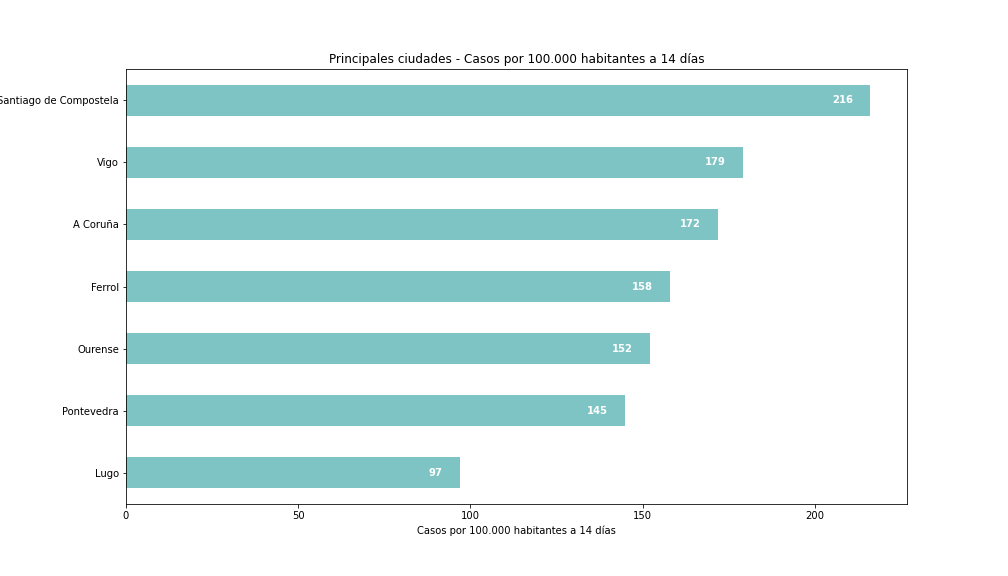 Principales ciudades - Casos por 100.000 habitantes a 14 días
Santiago de Compostela
216
Vigo
179
A Coruña
172
Ferrol
158
Ourense
152
Pontevedra
145
Lugo
97
0 50 100 150 200
Casos por 100.000 habitantes a 14 días